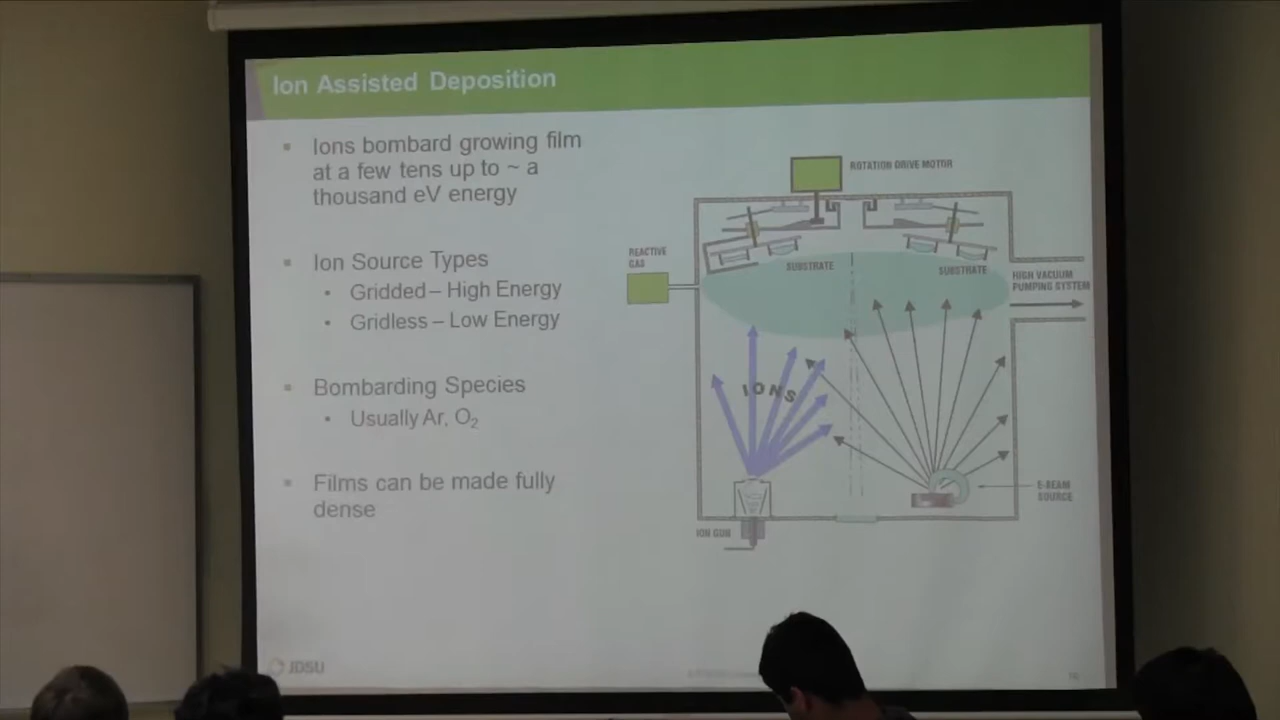 Ion Assisted Deposition
▪ Ions bombard growing film
at a few tens up to ~ a
thousand eV energy
▪ Ion Source Types
• Gridded – High Energy
• Gridless – Low Energy
▪ Bombarding Species
• Usually Ar, O₂
▪ Films can be made fully
dense
ROTATION DRIVE MOTOR
REACTIVE
GAS
SUBSTRATE
SUBSTRATE
HIGH VACUUM
PUMPING SYSTEM
IONS
E-BEAM
SOURCE
ION GUN
JDSU